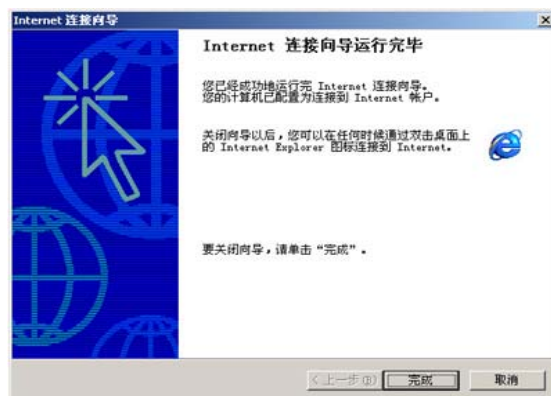 Internet 连接向导
Internet 连接向导运行完毕
您已经成功地运行完 Internet 连接向导。
您的计算机已配置为连接到 Internet 帐户。
关闭向导以后，您可以在任何时候通过双击桌面上
的 Internet Explorer 图标连接到 Internet。
要关闭向导，请单击“完成”。
<上一步(B) 完成 取消